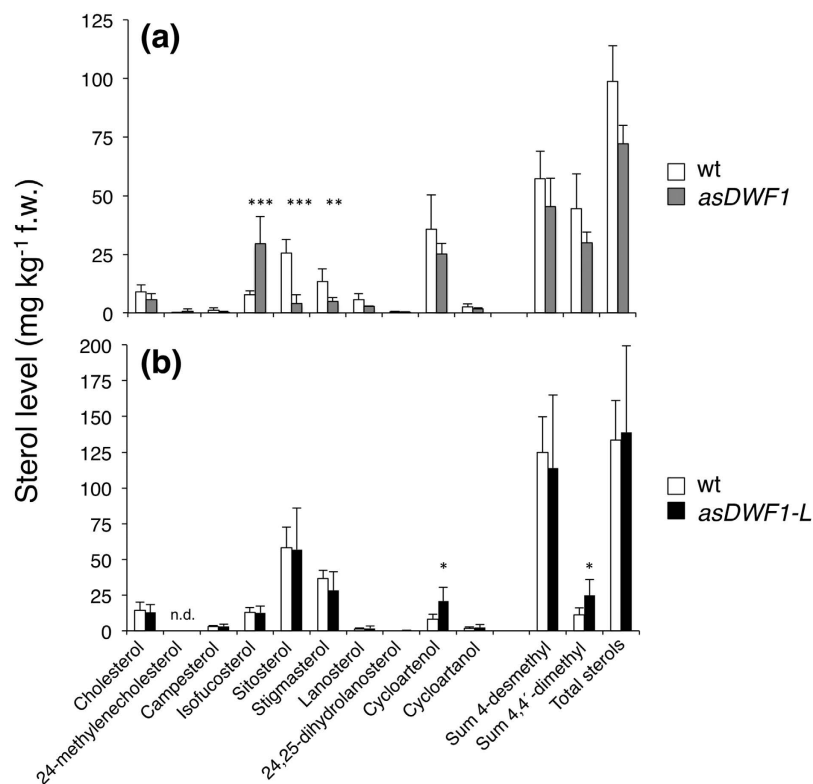 Sterol level (mg kg⁻¹ f.w.)
(a)
125
100
75
50
25
0
*** *** **
wt
asDWF1
(b)
200
175
150
125
100
75
50
25
0
n.d.
*
*
wt
asDWF1-L
Cholesterol
24-methylenecholesterol
Campesterol
Isofucosterol
Sitosterol
Stigmasterol
Lanosterol
24,25-dihydrolanosterol
Cycloartenol
Cycloartanol
Sum 4-desmethyl
Sum 4,4´-dimethyl
Total sterols